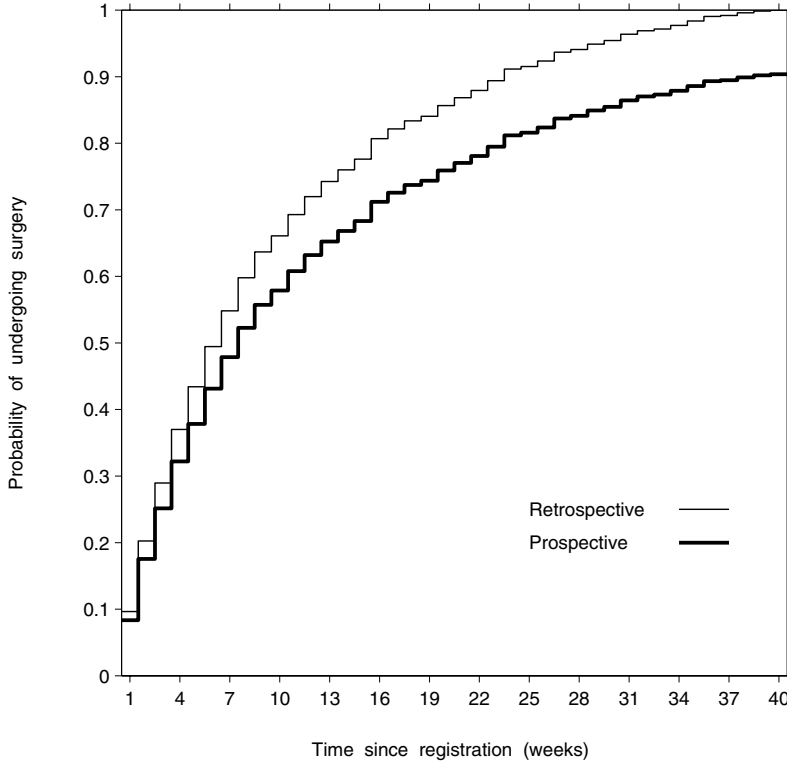 1
0.9
0.8
0.7
0.6
0.5
0.4
0.3
0.2
0.1
0
Probability of undergoing surgery
Retrospective
Prospective
1 4 7 10 13 16 19 22 25 28 31 34 37 40
Time since registration (weeks)